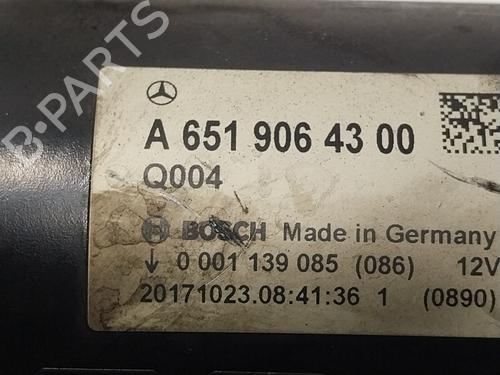 B-PARTS
A 651 906 43 00
Q004
BOSCH Made in Germany
0 001 139 085 (086) 12V
20171023.08:41:36 1 (0890)